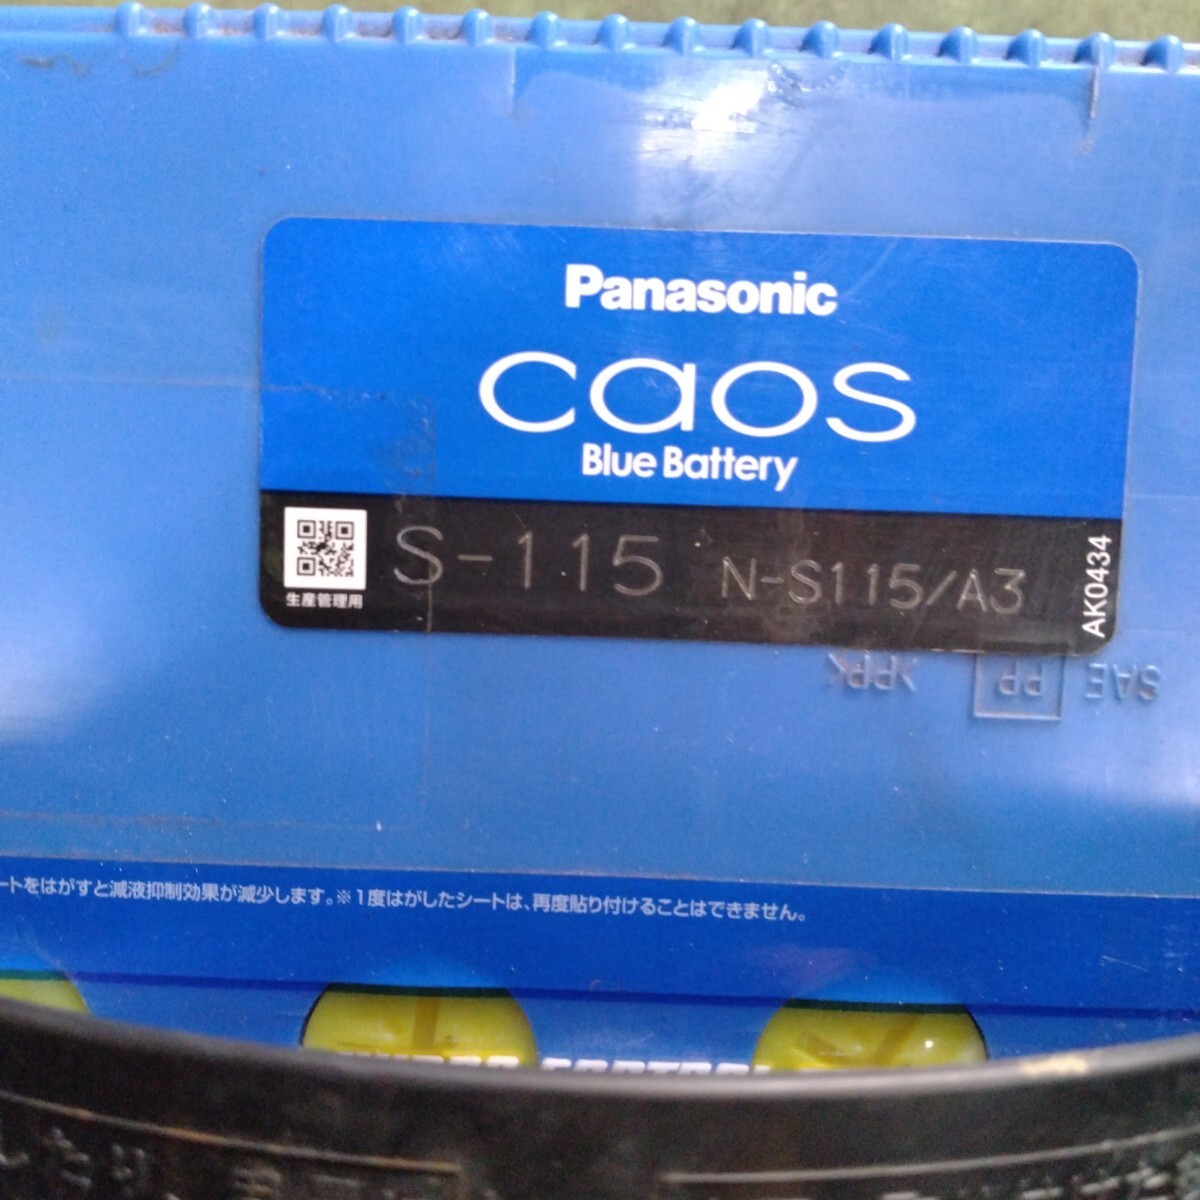 Panasonic
caos
Blue Battery
生産管理用
S-115 N-S115/A3
AK0434
>PP< PP SAE
ートをはがすと減液抑制効果が減少します。※1度はがしたシートは、再度貼り付けることはできません。